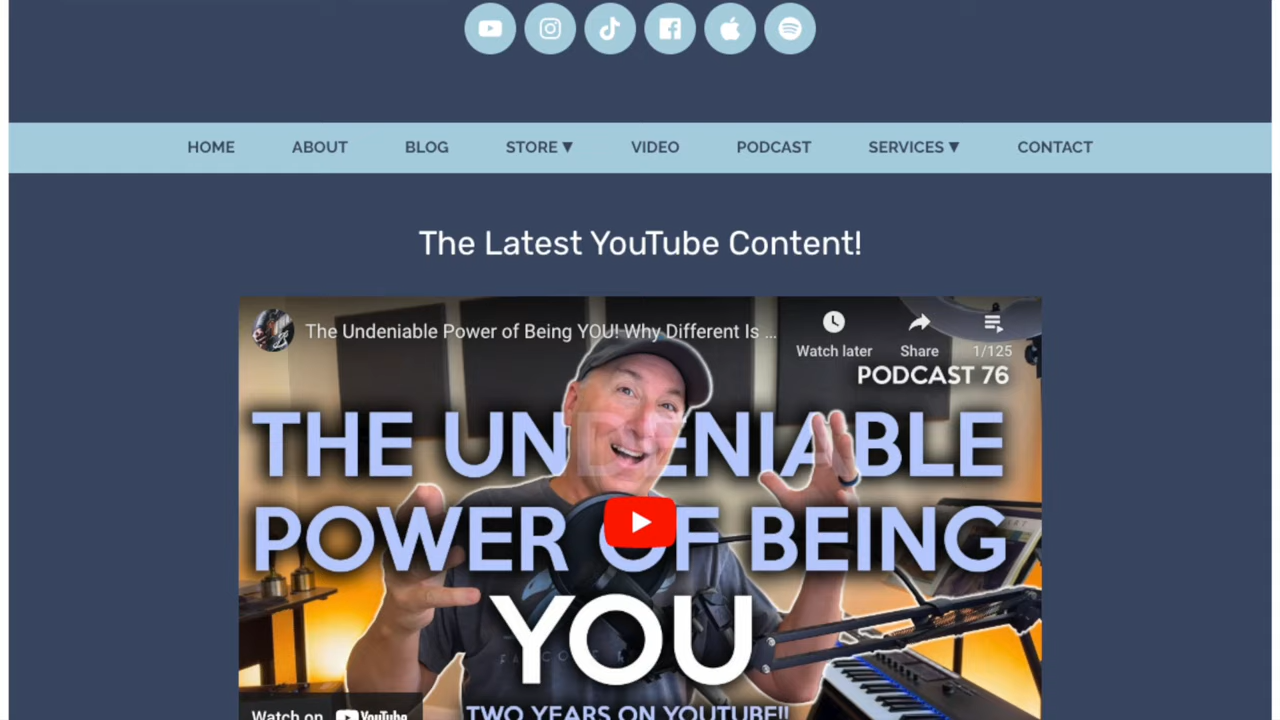 HOME ABOUT BLOG STORE ▼ VIDEO PODCAST SERVICES ▼ CONTACT
The Latest YouTube Content!
The Undeniable Power of Being YOU! Why Different Is ...
Watch later Share 1/125
PODCAST 76
THE UNDENIABLE
POWER OF BEING
YOU
TWO YEARS ON YOUTUBE!!
Watch on YouTube